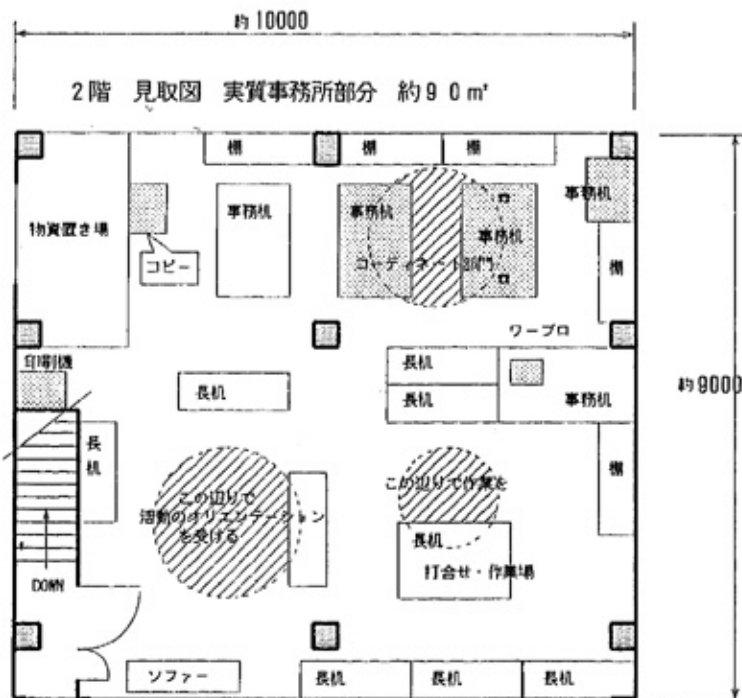 約10000
2階 見取図 実質事務所部分 約90㎡
棚
棚
棚
事務机
事務机
事務机
事務机
物資置き場
コピー
コーディネート部門
棚
ワープロ
印刷機
長机
長机
長机
事務机
約9000
長机
棚
この辺りで
活動のオリエンテーション
を受ける
この辺りで作業を
長机
打合せ・作業場
DOWN
ソファー
長机
長机
長机